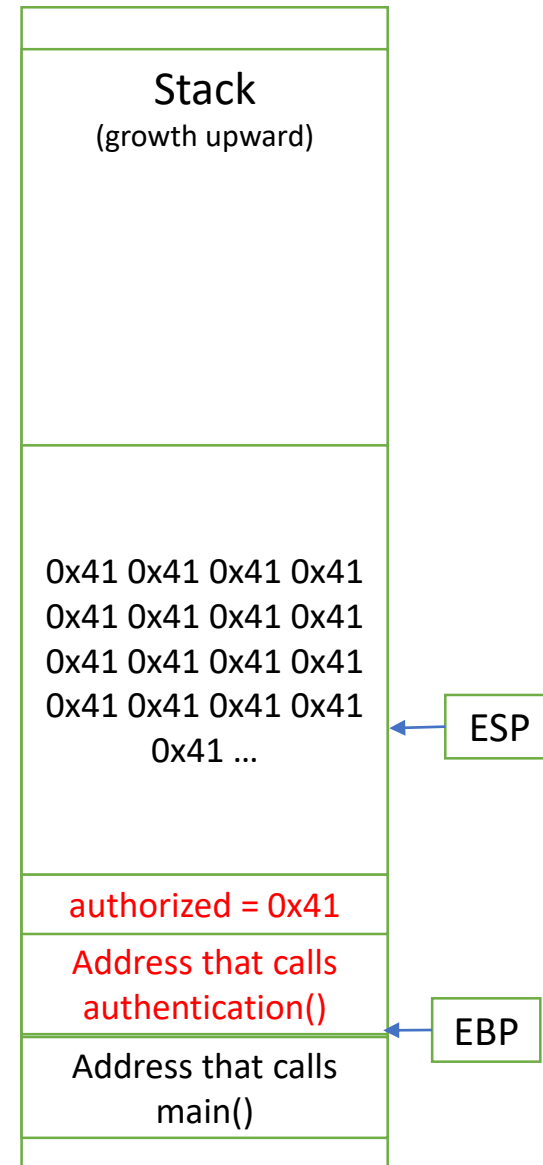 Stack
(growth upward)
0x41 0x41 0x41 0x41
0x41 0x41 0x41 0x41
0x41 0x41 0x41 0x41
0x41 0x41 0x41 0x41
0x41 ...
ESP
authorized = 0x41
Address that calls
authentication()
EBP
Address that calls
main()